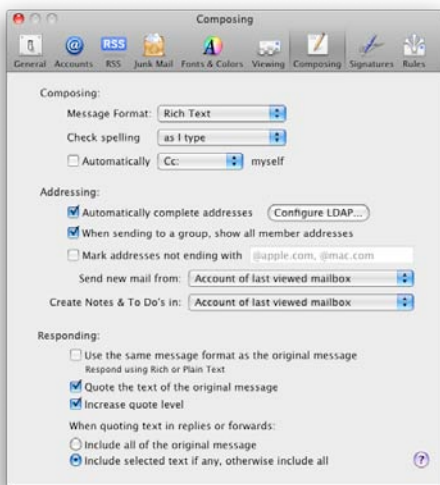 Composing
RSS
General Accounts RSS Junk Mail Fonts & Colors Viewing Composing Signatures Rules
Composing:
Message Format: Rich Text
Check spelling as I type
Automatically Cc: myself
Addressing:
Automatically complete addresses Configure LDAP...
When sending to a group, show all member addresses
Mark addresses not ending with @apple.com, @mac.com
Send new mail from: Account of last viewed mailbox
Create Notes & To Do's in: Account of last viewed mailbox
Responding:
Use the same message format as the original message
Respond using Rich or Plain Text
Quote the text of the original message
Increase quote level
When quoting text in replies or forwards:
Include all of the original message
Include selected text if any, otherwise include all
?